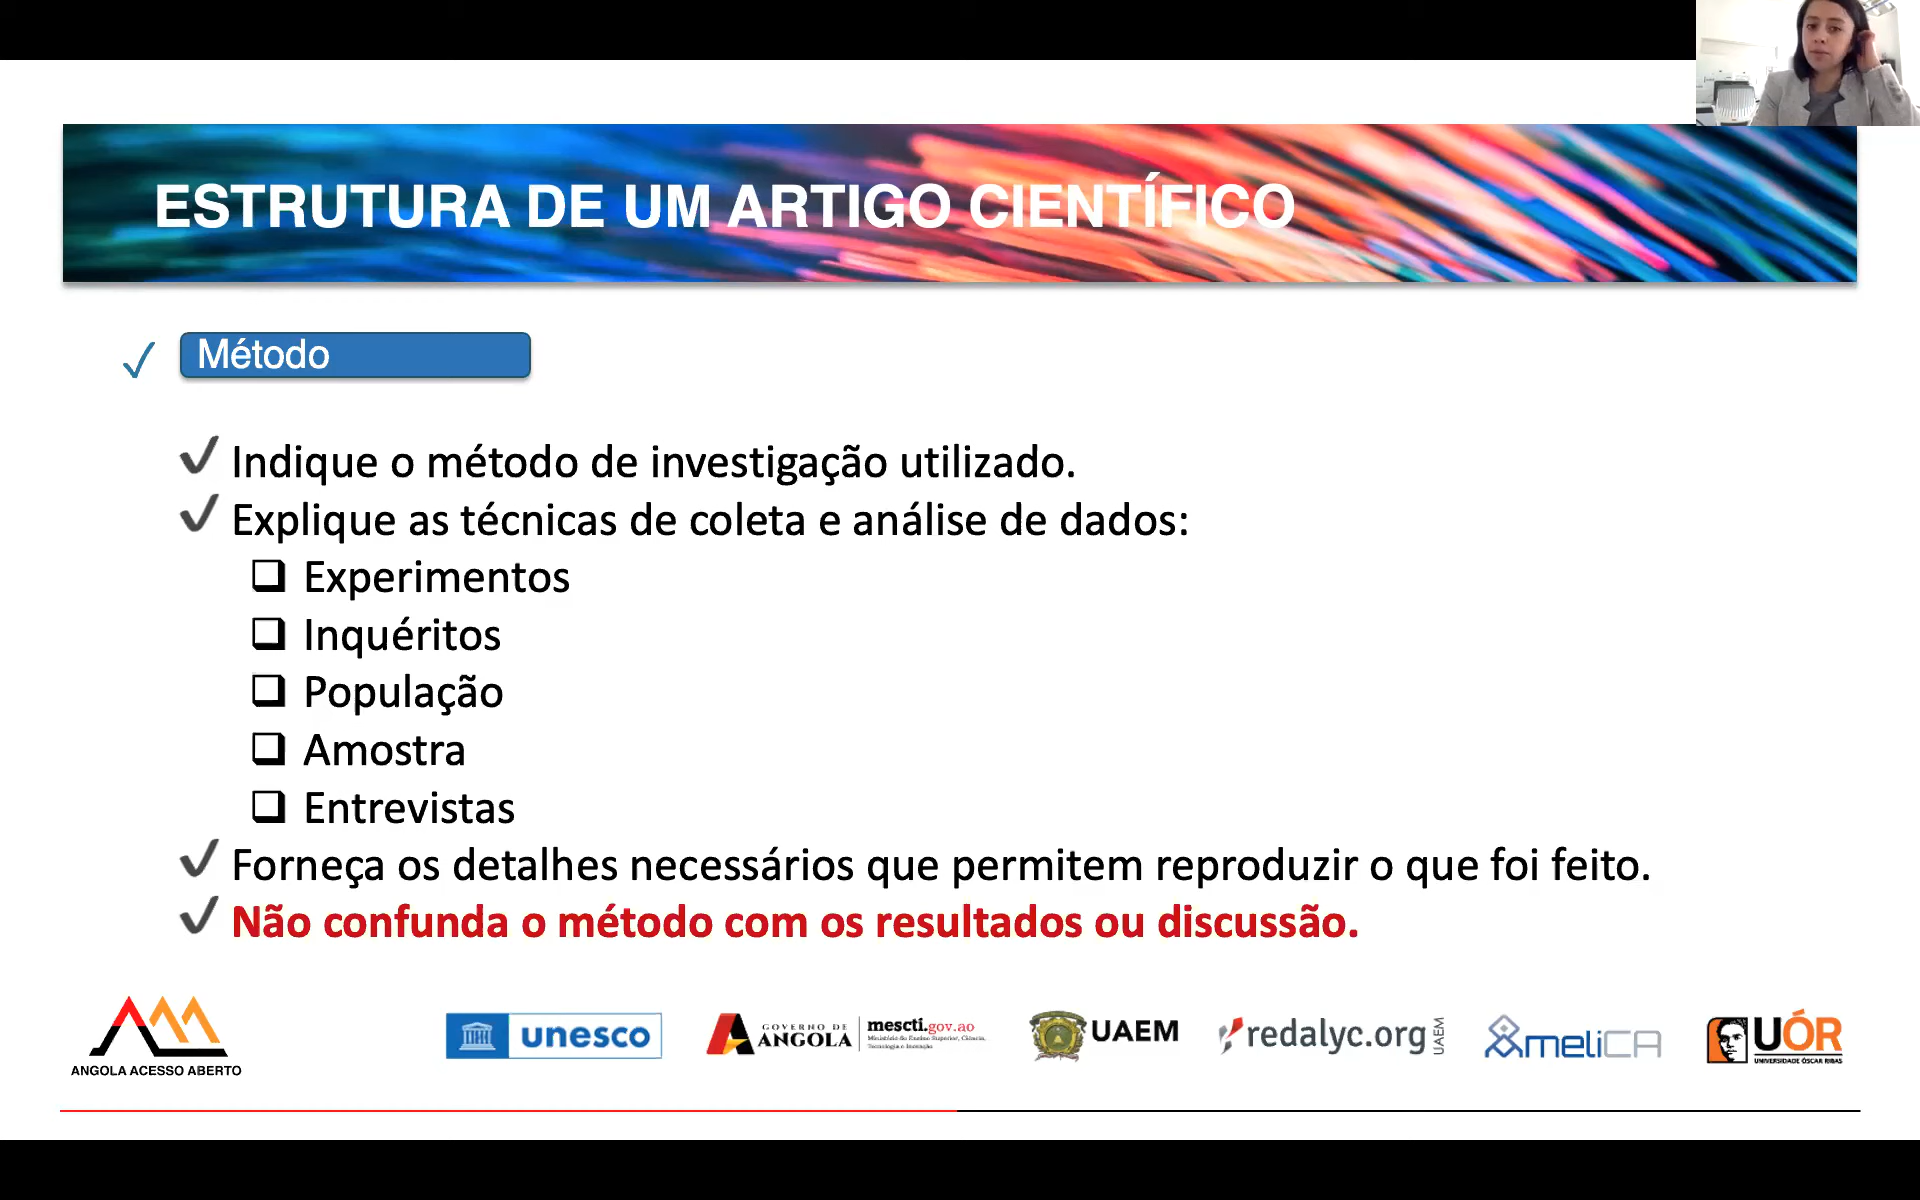 ESTRUTURA DE UM ARTIGO CIENTÍFICO
Método
Indique o método de investigação utilizado.
Explique as técnicas de coleta e análise de dados:
Experimentos
Inquéritos
População
Amostra
Entrevistas
Forneça os detalhes necessários que permitem reproduzir o que foi feito.
Não confunda o método com os resultados ou discussão.
ANGOLA ACESSO ABERTO
unesco
GOVERNO DE
ANGOLA
mescti.gov.ao
Ministério do Ensino Superior, Ciência,
Tecnologia e Inovação
UAEM
redalyc.org
UAEM
AmeliCA
UÓR
UNIVERSIDADE ÓSCAR RIBAS